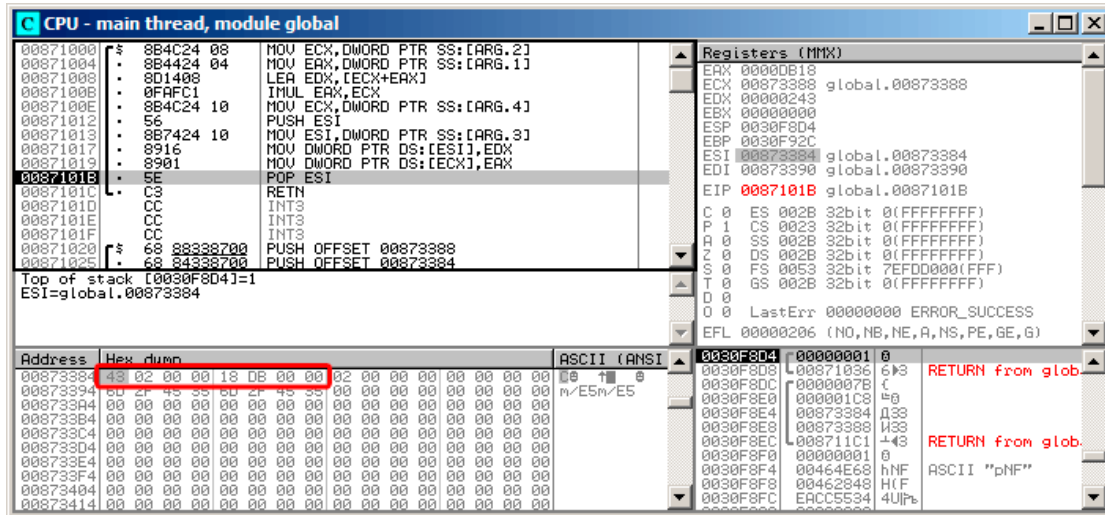 CPU - main thread, module global
00871000 $ 8B4C24 08 MOV ECX,DWORD PTR SS:[ARG.2]
00871004 . 8B4424 04 MOV EAX,DWORD PTR SS:[ARG.1]
00871008 . 8D1408 LEA EDX,[ECX+EAX]
0087100B . 0FAFC1 IMUL EAX,ECX
0087100E . 8B4C24 10 MOV ECX,DWORD PTR SS:[ARG.4]
00871012 . 56 PUSH ESI
00871013 . 8B7424 10 MOV ESI,DWORD PTR SS:[ARG.3]
00871017 . 8916 MOV DWORD PTR DS:[ESI],EDX
00871019 . 8901 MOV DWORD PTR DS:[ECX],EAX
0087101B . 5E POP ESI
0087101C . C3 RETN
0087101D CC INT3
0087101E CC INT3
0087101F CC INT3
00871020 $ 68 88338700 PUSH OFFSET 00873388
00871025 . 68 84338700 PUSH OFFSET 00873384
Top of stack [0030F8D4]=1
ESI=global.00873384
Registers (MMX)
EAX 0000DB18
ECX 00873388 global.00873388
EDX 00000243
EBX 00000000
ESP 0030F8D4
EBP 0030F92C
ESI 00873384 global.00873384
EDI 00873390 global.00873390
EIP 0087101B global.0087101B
C 0 ES 002B 32bit 0(FFFFFFFF)
P 1 CS 0023 32bit 0(FFFFFFFF)
A 0 SS 002B 32bit 0(FFFFFFFF)
Z 0 DS 002B 32bit 0(FFFFFFFF)
S 0 FS 0053 32bit 7EFDD000(FFF)
T 0 GS 002B 32bit 0(FFFFFFFF)
D 0
O 0 LastErr 00000000 ERROR_SUCCESS
EFL 00000206 (NO,NB,NE,A,NS,PE,GE,G)
Address Hex dump ASCII (ANSI
00873384 43 02 00 00 18 DB 00 00 02 00 00 00 00 00 00 00
00873394 6D 2F 45 35 6D 2F 45 35 00 00 00 00 00 00 00 00 m/E5m/E5
008733A4 00 00 00 00 00 00 00 00 00 00 00 00 00 00 00 00
008733B4 00 00 00 00 00 00 00 00 00 00 00 00 00 00 00 00
008733C4 00 00 00 00 00 00 00 00 00 00 00 00 00 00 00 00
008733D4 00 00 00 00 00 00 00 00 00 00 00 00 00 00 00 00
008733E4 00 00 00 00 00 00 00 00 00 00 00 00 00 00 00 00
008733F4 00 00 00 00 00 00 00 00 00 00 00 00 00 00 00 00
00873404 00 00 00 00 00 00 00 00 00 00 00 00 00 00 00 00
00873414 00 00 00 00 00 00 00 00 00 00 00 00 00 00 00 00
0030F8D4 00000001
0030F8D8 00871036 RETURN from glob
0030F8DC 0000007B {
0030F8E0 000001C8
0030F8E4 00873384 Д33
0030F8E8 00873388 И33
0030F8EC 008711C1 RETURN from glob
0030F8F0 00000001
0030F8F4 00464E68 hNF ASCII "pNF"
0030F8F8 00462848 H(F
0030F8FC EACC5534